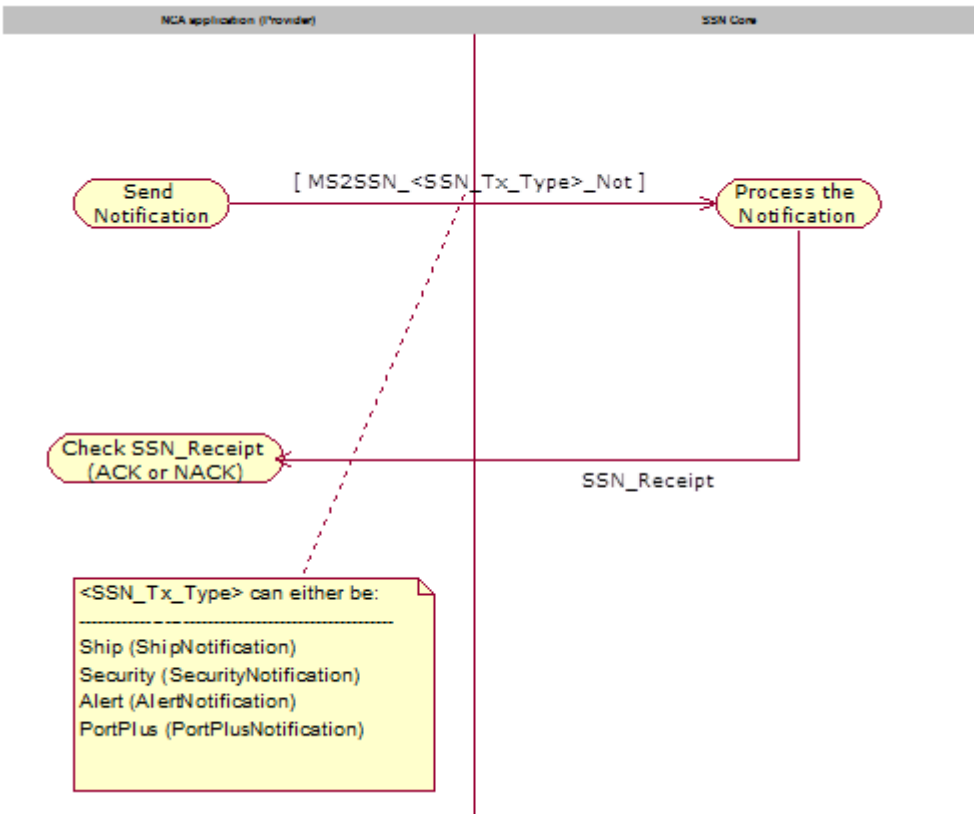 NCA application (Provider)
SSN Core
Send
Notification
[ MS2SSN_<SSN_Tx_Type>_Not ]
Process the
Notification
Check SSN_Receipt
(ACK or NACK)
SSN_Receipt
<SSN_Tx_Type> can either be:
----------------------------------------------------
Ship (ShipNotification)
Security (SecurityNotification)
Alert (AlertNotification)
PortPlus (PortPlusNotification)